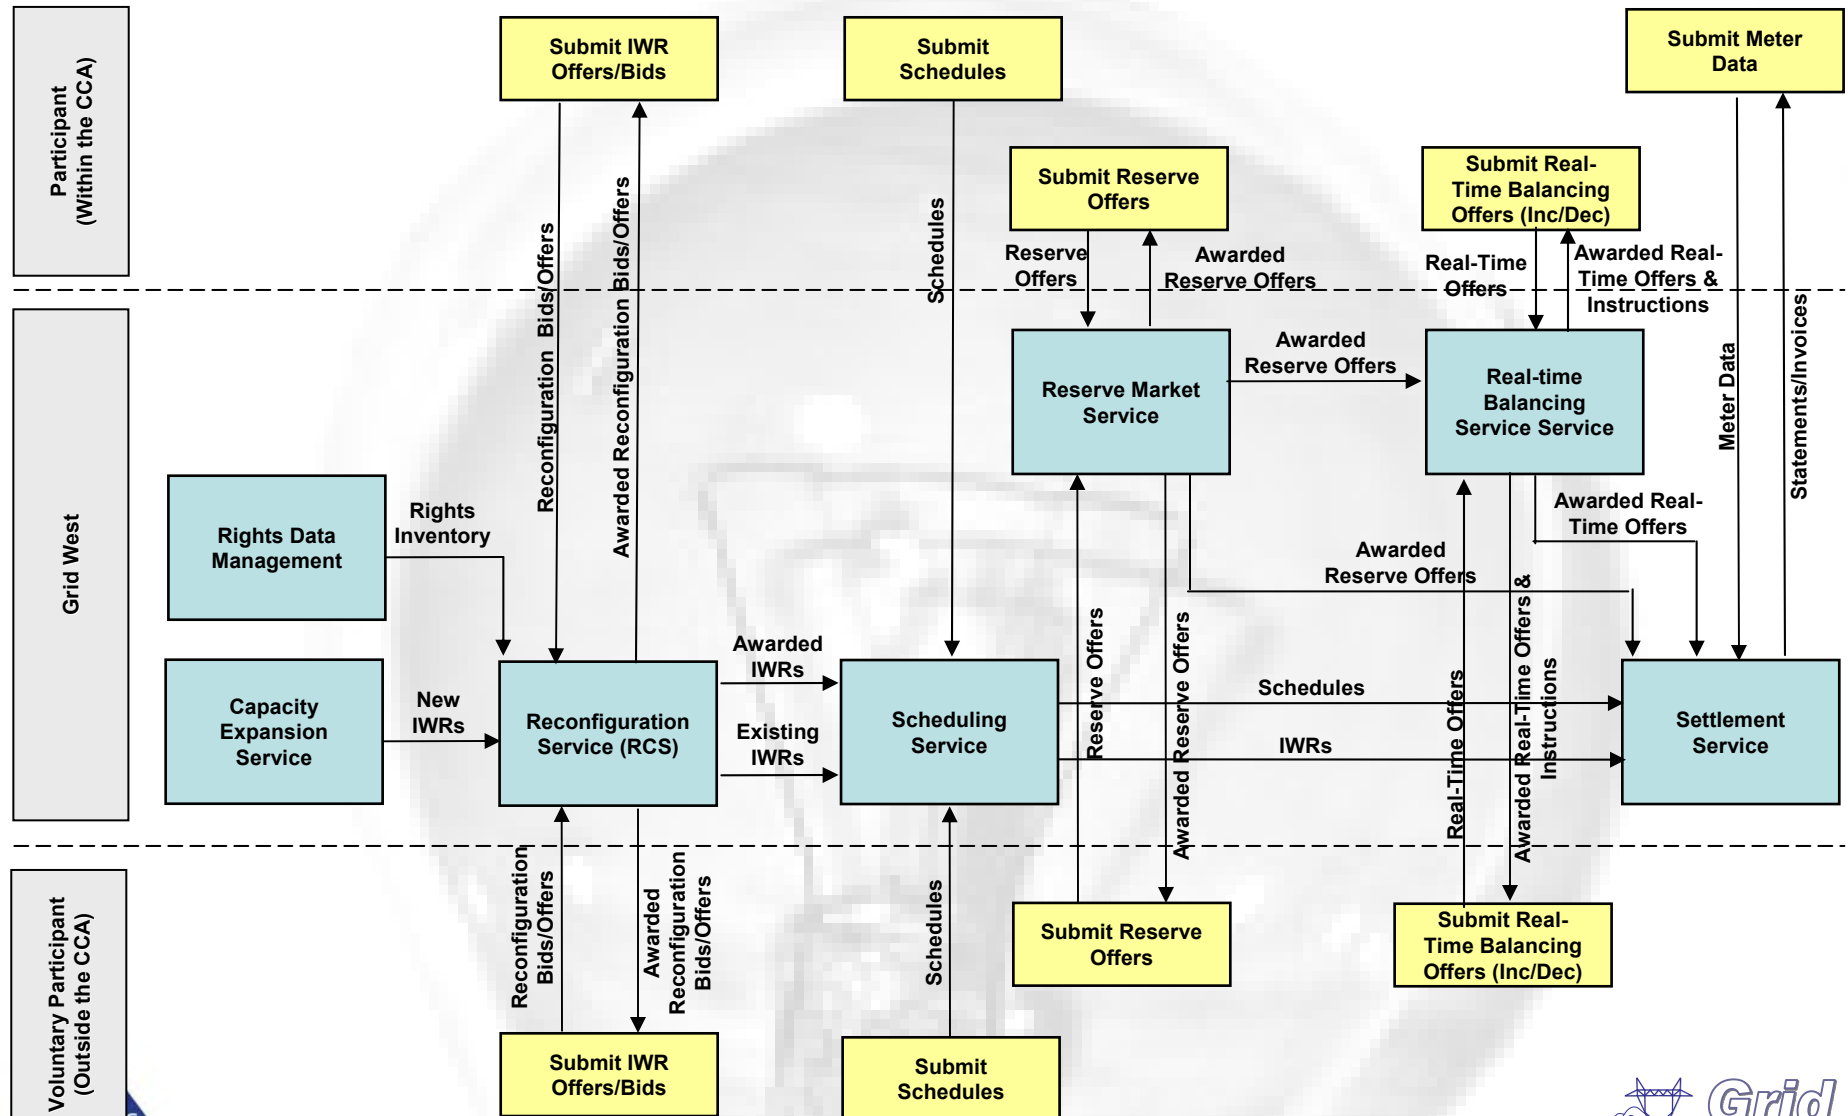 Participant
(Within the CCA)
Submit IWR
Offers/Bids
Submit
Schedules
Submit Meter
Data
Submit Reserve
Offers
Submit Real-
Time Balancing
Offers (Inc/Dec)
Reconfiguration Bids/Offers
Awarded Reconfiguration Bids/Offers
Schedules
Reserve
Offers
Awarded
Reserve Offers
Real-Time
Offers
Awarded Real-
Time Offers &
Instructions
Meter Data
Statements/Invoices
Grid West
Rights Data
Management
Rights
Inventory
Capacity
Expansion
Service
New
IWRs
Reconfiguration
Service (RCS)
Awarded
IWRs
Existing
IWRs
Scheduling
Service
Reserve Market
Service
Awarded
Reserve Offers
Real-time
Balancing
Service Service
Awarded Real-
Time Offers
Awarded
Reserve Offers
Schedules
IWRs
Settlement
Service
Reserve Offers
Awarded Reserve Offers
Real-Time Offers
Awarded Real-Time Offers &
Instructions
Voluntary Participant
(Outside the CCA)
Reconfiguration
Bids/Offers
Awarded
Reconfiguration
Bids/Offers
Schedules
Submit IWR
Offers/Bids
Submit
Schedules
Submit Reserve
Offers
Submit Real-
Time Balancing
Offers (Inc/Dec)
Grid